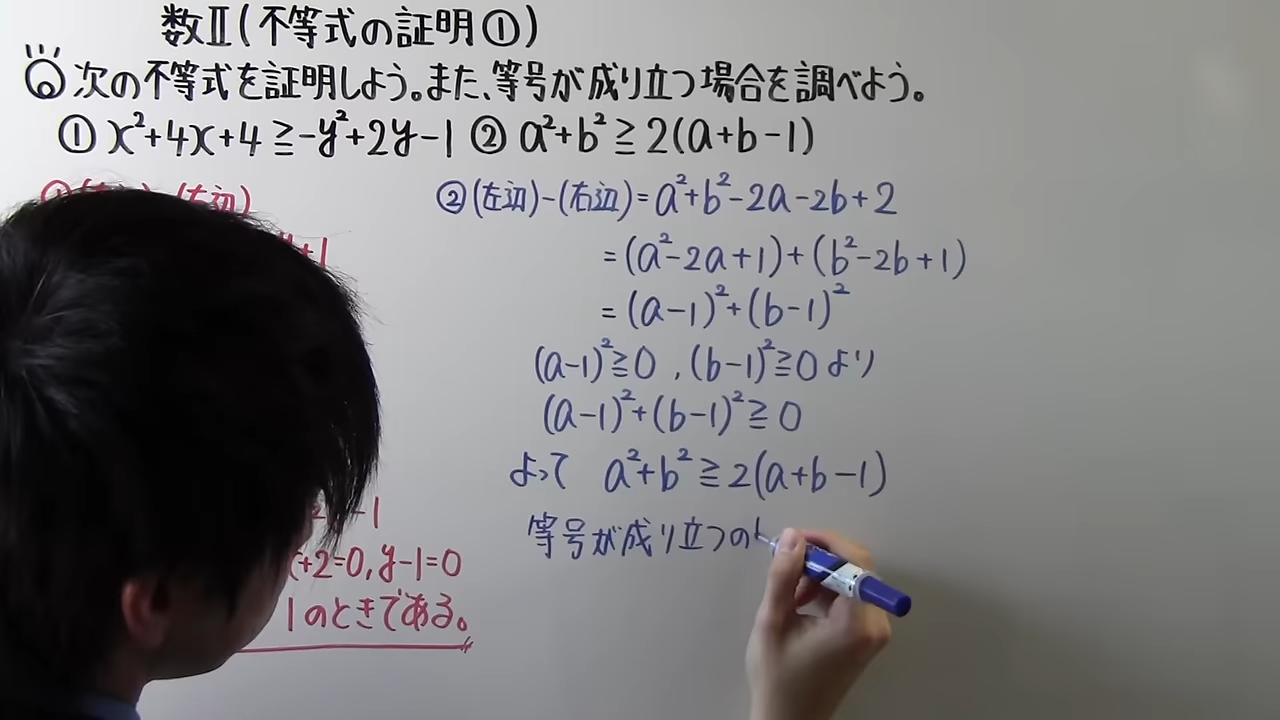 数Ⅱ(不等式の証明①)
Q 次の不等式を証明しよう。また、等号が成り立つ場合を調べよう。
① x²+4x+4≧-y²+2y-1 ② a²+b²≧2(a+b-1)
+1
-1
x+2=0, y-1=0
1のときである。
②(左辺)-(右辺)=a²+b²-2a-2b+2
=(a²-2a+1)+(b²-2b+1)
=(a-1)²+(b-1)²
(a-1)²≧0,(b-1)²≧0より
(a-1)²+(b-1)²≧0
よって a²+b²≧2(a+b-1)
等号が成り立つの